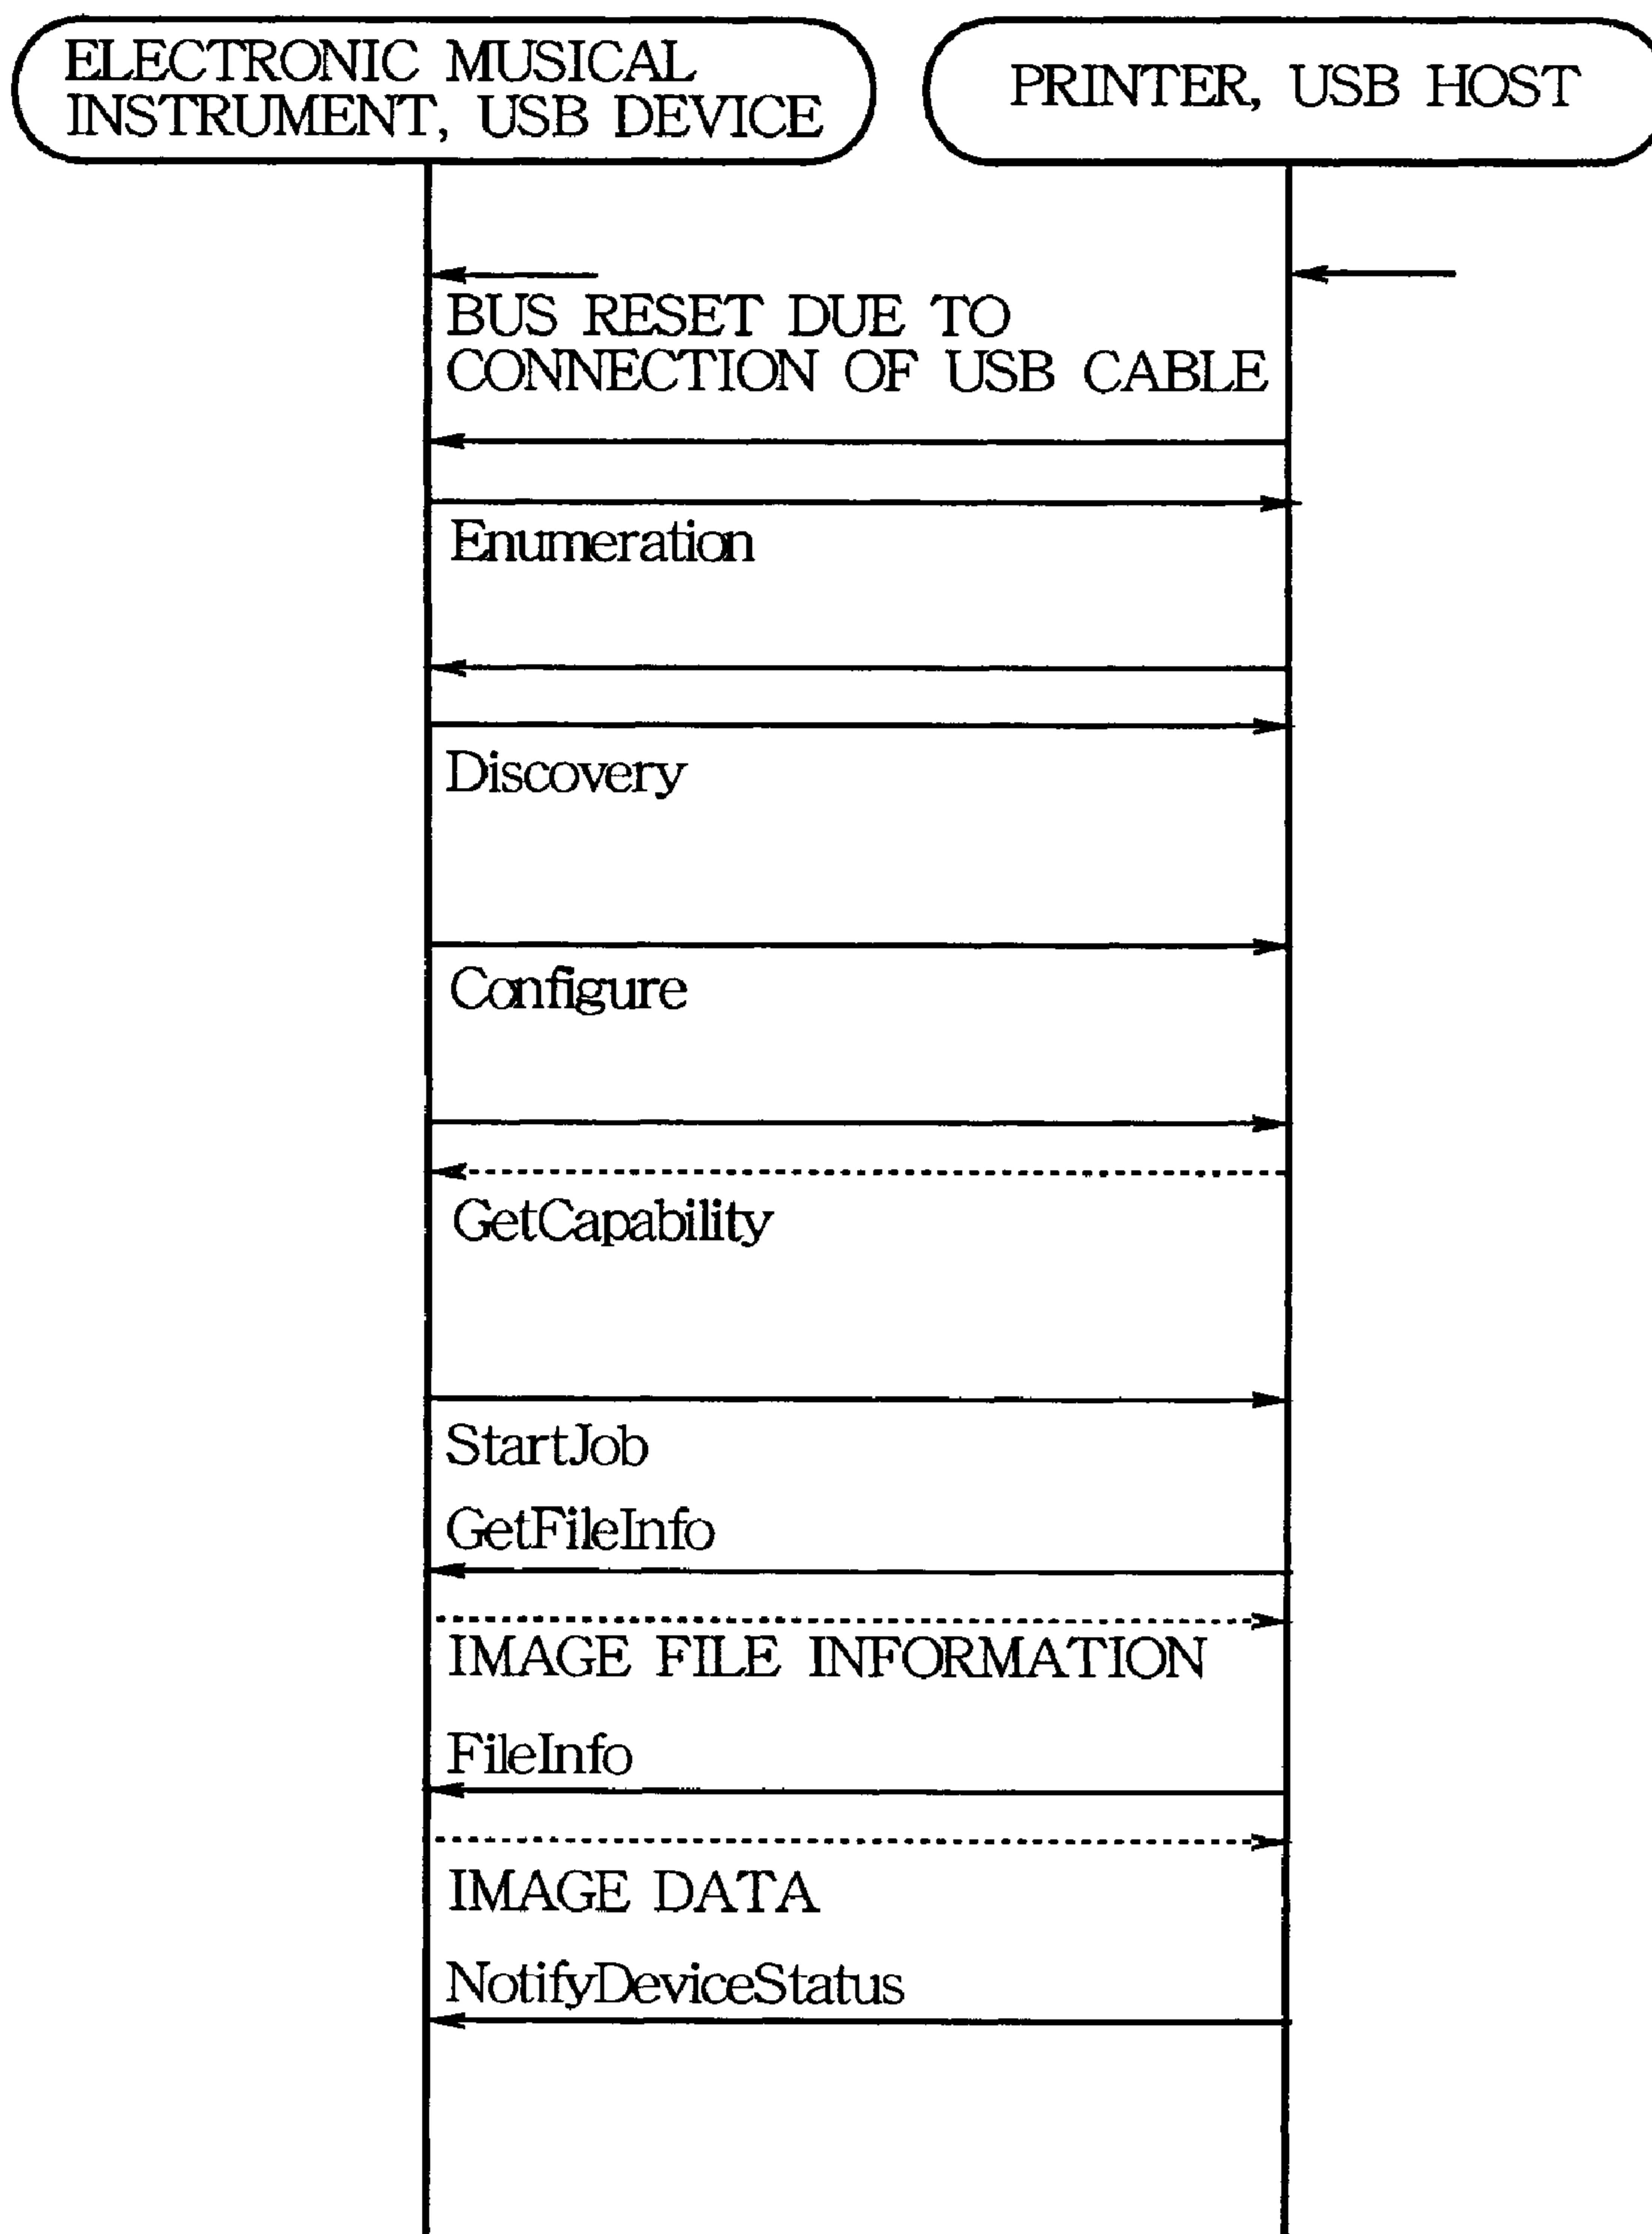 ELECTRONIC MUSICAL
INSTRUMENT, USB DEVICE
PRINTER, USB HOST
BUS RESET DUE TO
CONNECTION OF USB CABLE
Enumeration
Discovery
Configure
GetCapability
StartJob
GetFileInfo
IMAGE FILE INFORMATION
FileInfo
IMAGE DATA
NotifyDeviceStatus